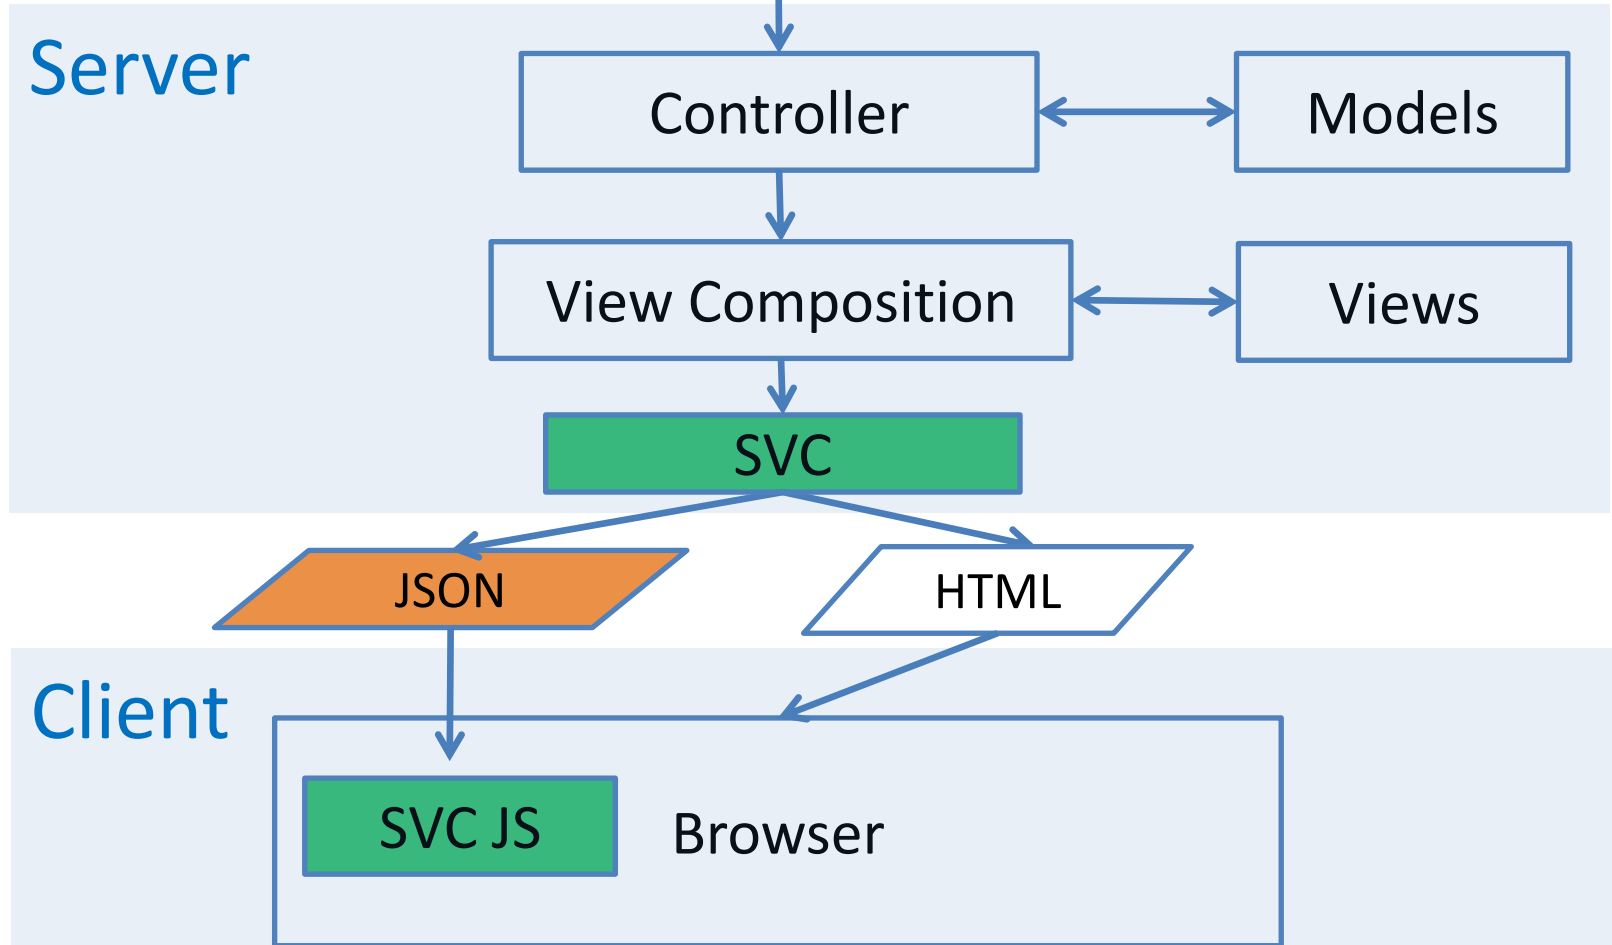 Server
Controller
Models
View Composition
Views
SVC
JSON
HTML
Client
SVC JS
Browser